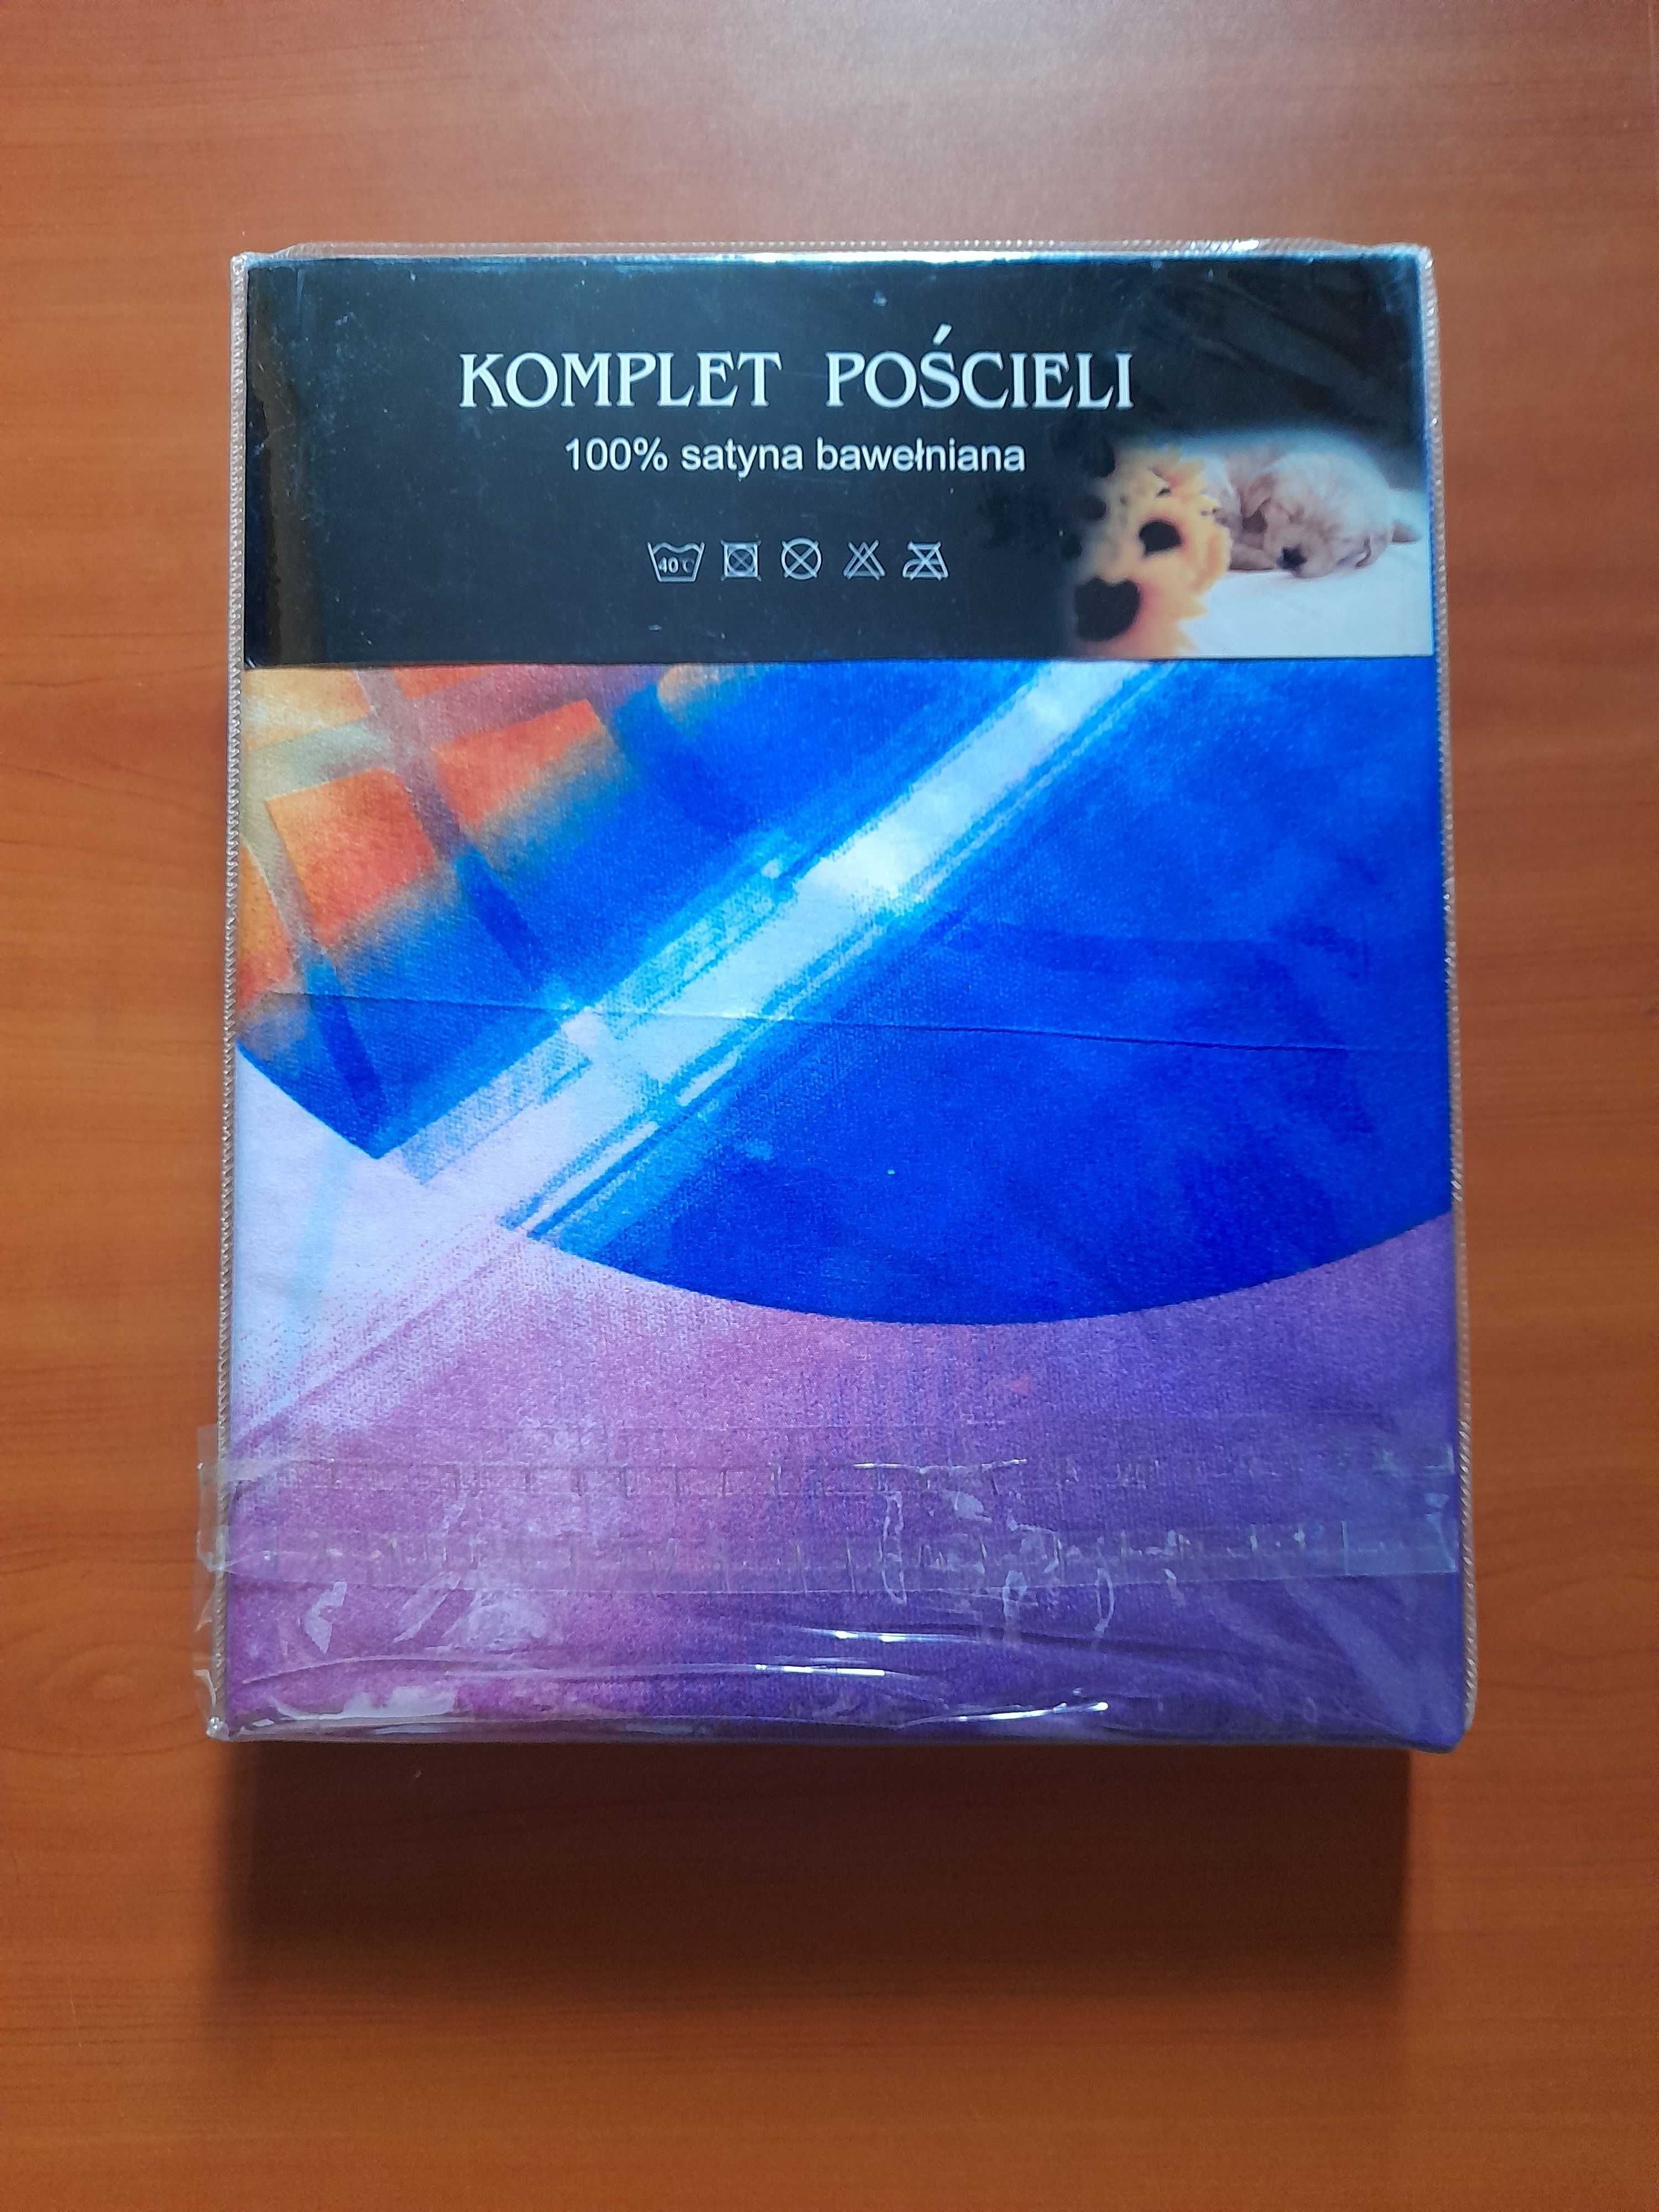 KOMPLET POŚCIELI
100% satyna bawełniana
40°C